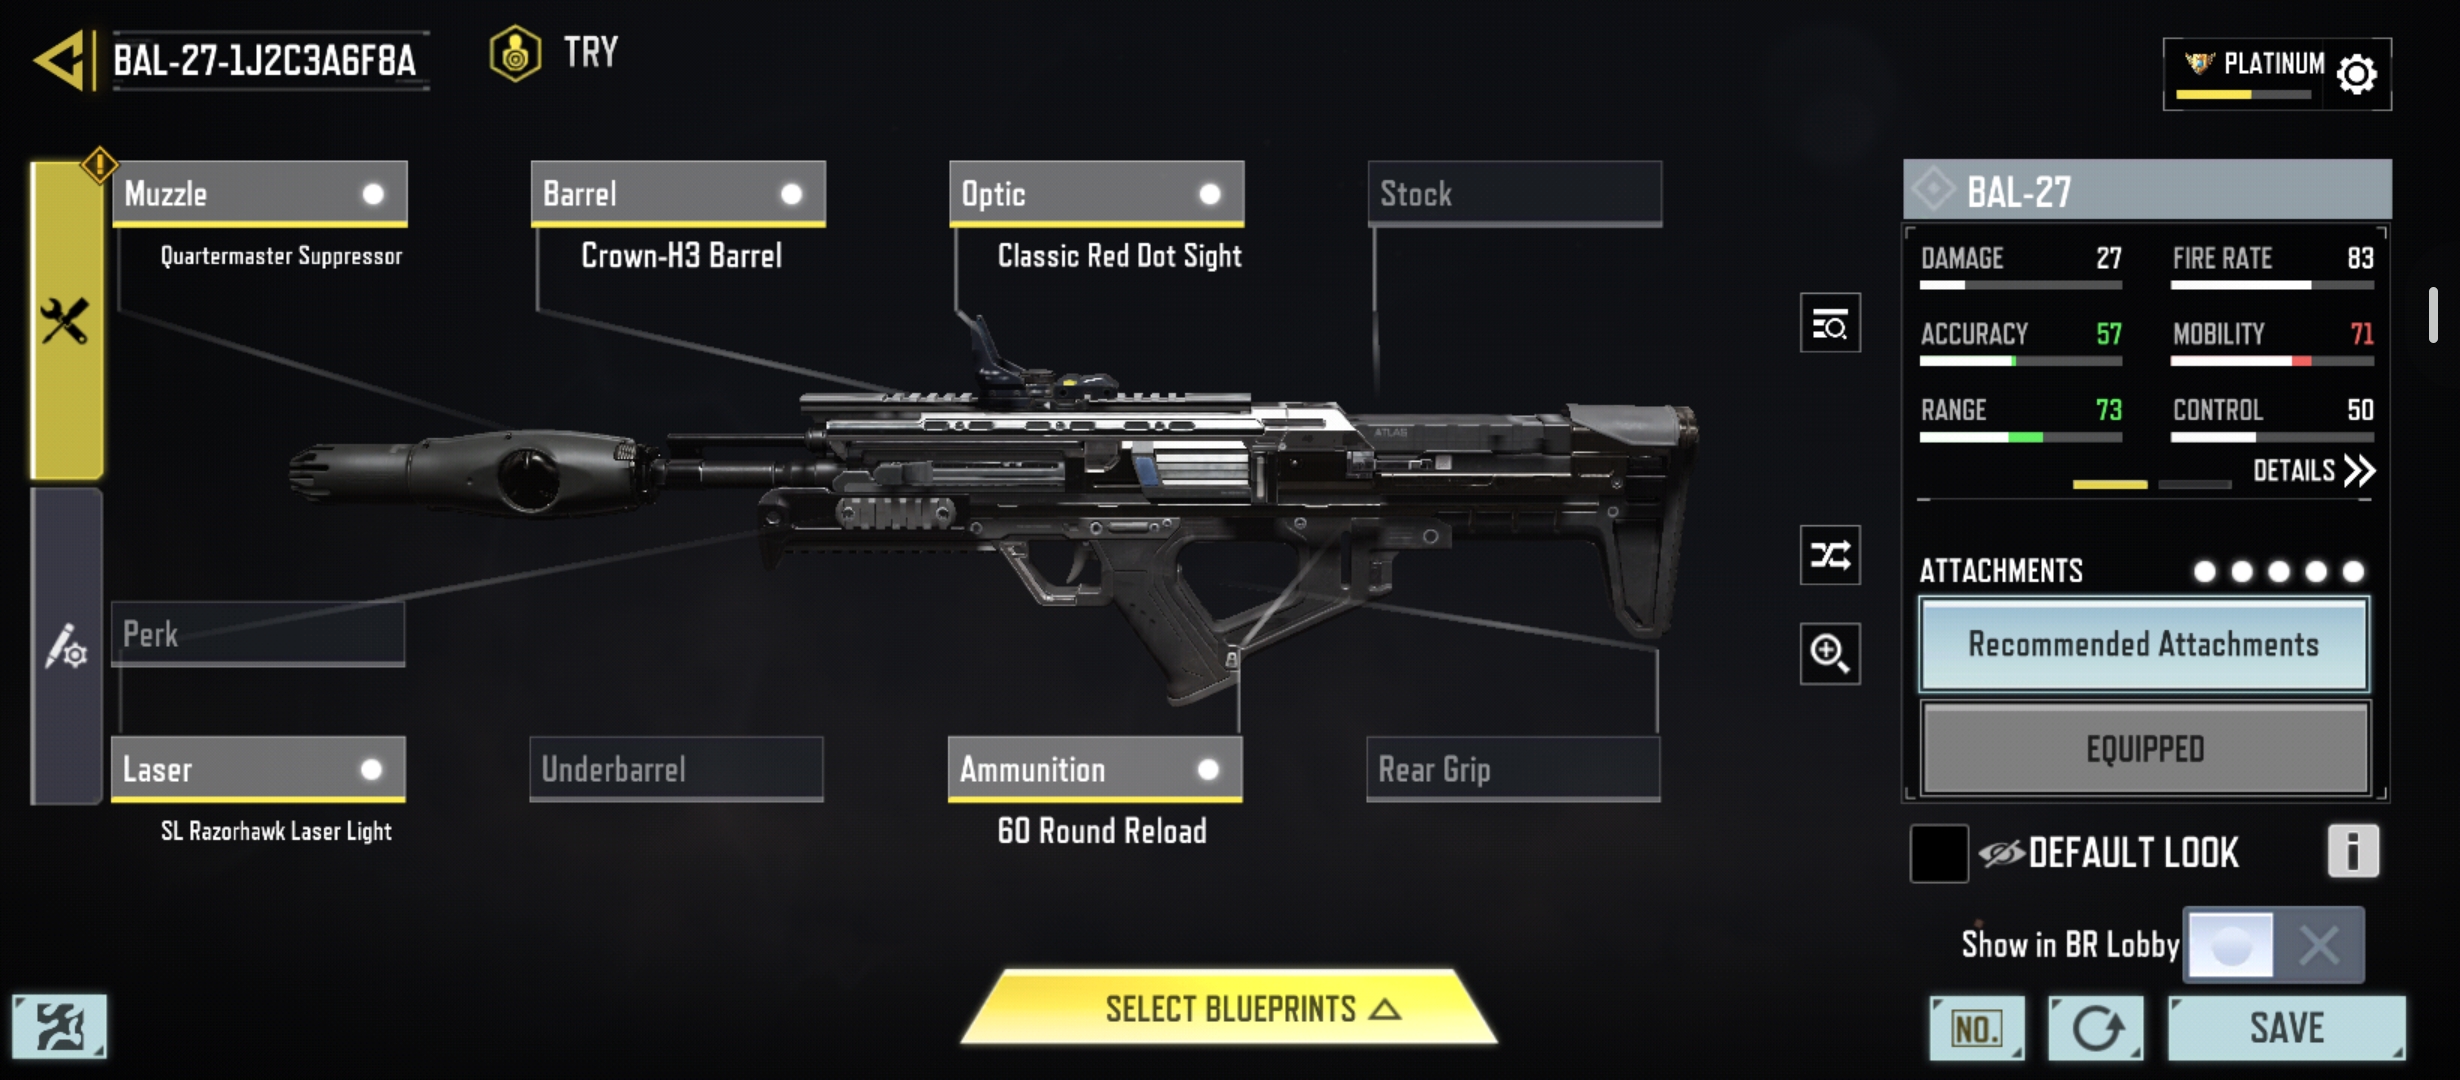 BAL-27-1J2C3A6F8A
TRY
PLATINUM
Muzzle
Quartermaster Suppressor
Barrel
Crown-H3 Barrel
Optic
Classic Red Dot Sight
Stock
ATLAS
Perk
Laser
SL Razorhawk Laser Light
Underbarrel
Ammunition
60 Round Reload
Rear Grip
BAL-27
DAMAGE 27
FIRE RATE 83
ACCURACY 57
MOBILITY 71
RANGE 73
CONTROL 50
DETAILS
ATTACHMENTS
Recommended Attachments
EQUIPPED
DEFAULT LOOK
i
Show in BR Lobby
SELECT BLUEPRINTS
NO.
SAVE